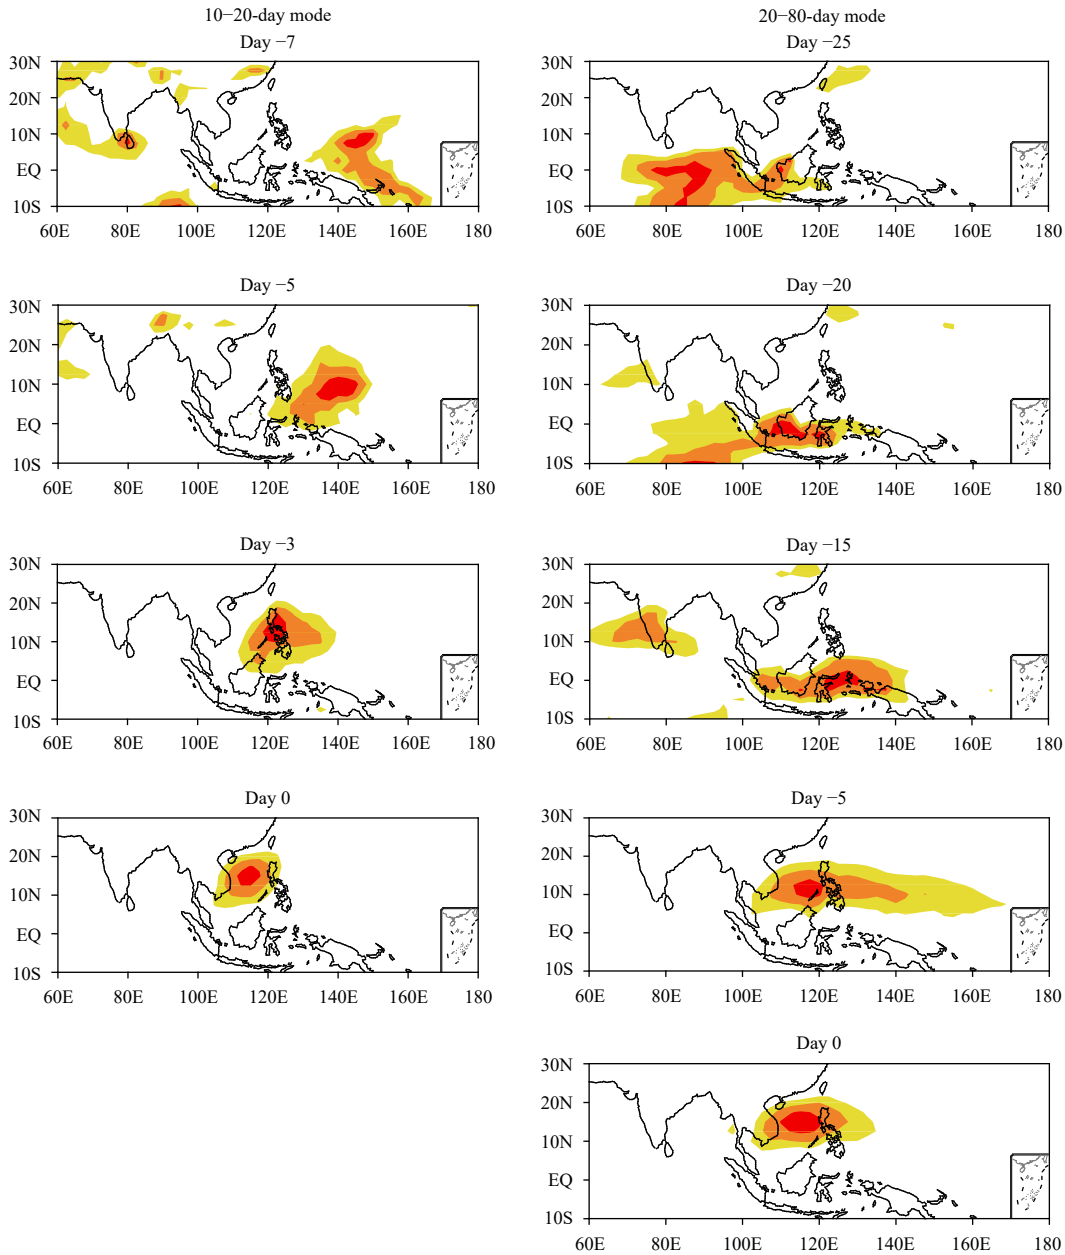 10−20-day mode
Day −7
30N
20N
10N
EQ
10S
60E 80E 100E 120E 140E 160E 180
Day −5
30N
20N
10N
EQ
10S
60E 80E 100E 120E 140E 160E 180
Day −3
30N
20N
10N
EQ
10S
60E 80E 100E 120E 140E 160E 180
Day 0
30N
20N
10N
EQ
10S
60E 80E 100E 120E 140E 160E 180
20−80-day mode
Day −25
30N
20N
10N
EQ
10S
60E 80E 100E 120E 140E 160E 180
Day −20
30N
20N
10N
EQ
10S
60E 80E 100E 120E 140E 160E 180
Day −15
30N
20N
10N
EQ
10S
60E 80E 100E 120E 140E 160E 180
Day −5
30N
20N
10N
EQ
10S
60E 80E 100E 120E 140E 160E 180
Day 0
30N
20N
10N
EQ
10S
60E 80E 100E 120E 140E 160E 180